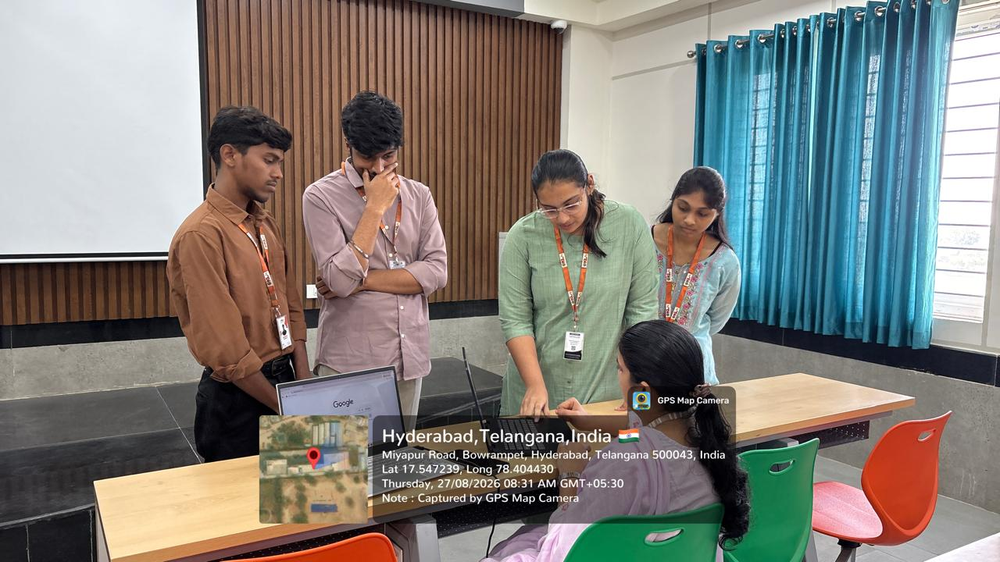 Google
GPS Map Camera
Hyderabad,Telangana,India
Miyapur Road, Bowrampet, Hyderabad, Telangana 500043, India
Lat 17.547239, Long 78.404430
Thursday, 27/08/2026 08:31 AM GMT+05:30
Note : Captured by GPS Map Camera